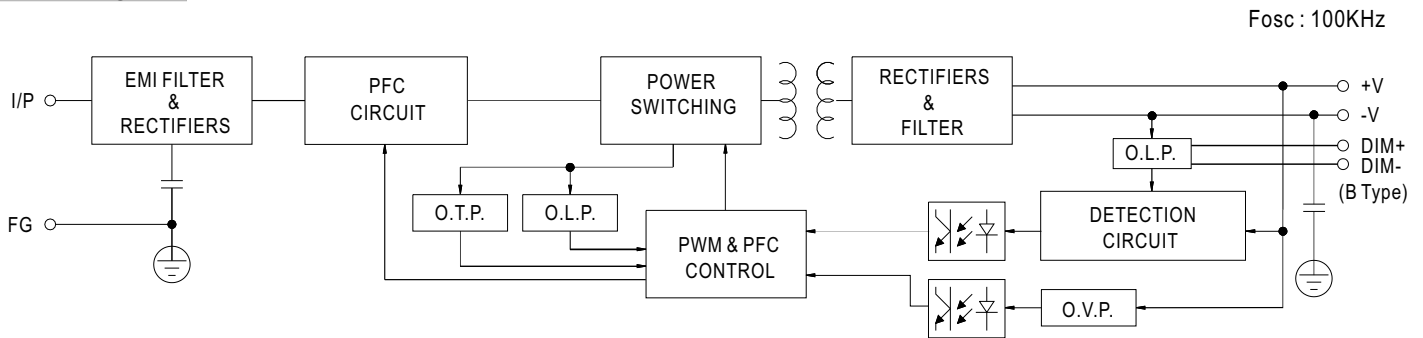 Fosc : 100KHz
I/P
EMI FILTER
&
RECTIFIERS
PFC
CIRCUIT
POWER
SWITCHING
RECTIFIERS
&
FILTER
+V
-V
DIM+
DIM-
(B Type)
O.L.P.
O.T.P.
O.L.P.
FG
PWM & PFC
CONTROL
DETECTION
CIRCUIT
O.V.P.